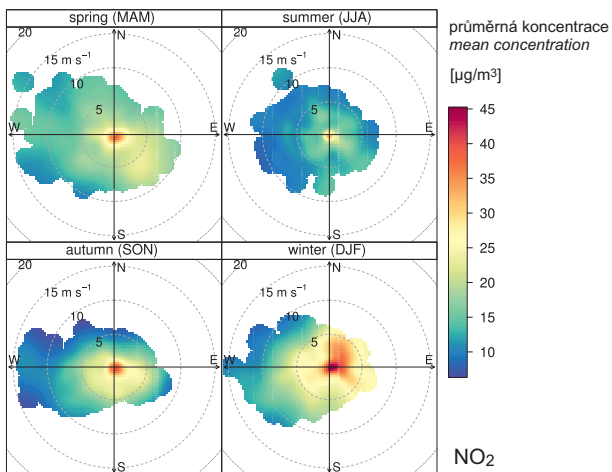 spring (MAM)
20
15 m s⁻¹
10
5
N
W
E
S
summer (JJA)
20
15 m s⁻¹
10
5
N
W
E
S
autumn (SON)
20
15 m s⁻¹
10
5
N
W
E
S
winter (DJF)
20
15 m s⁻¹
10
5
N
W
E
S
průměrná koncentrace
mean concentration
[µg/m³]
45
40
35
30
25
20
15
10
NO₂